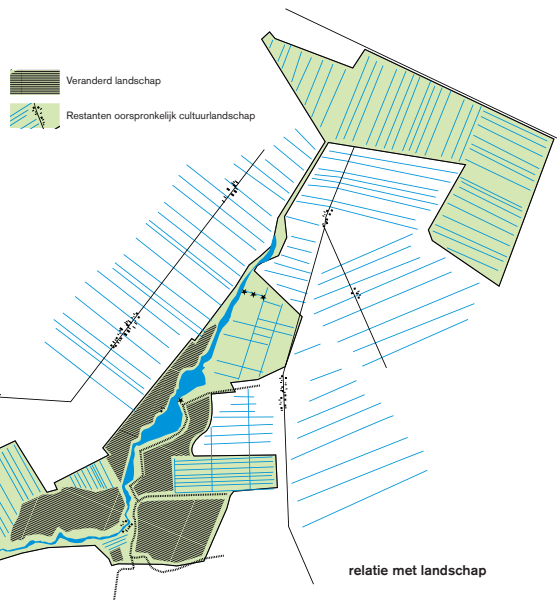 Veranderd landschap
Restanten oorspronkelijk cultuurlandschap
relatie met landschap